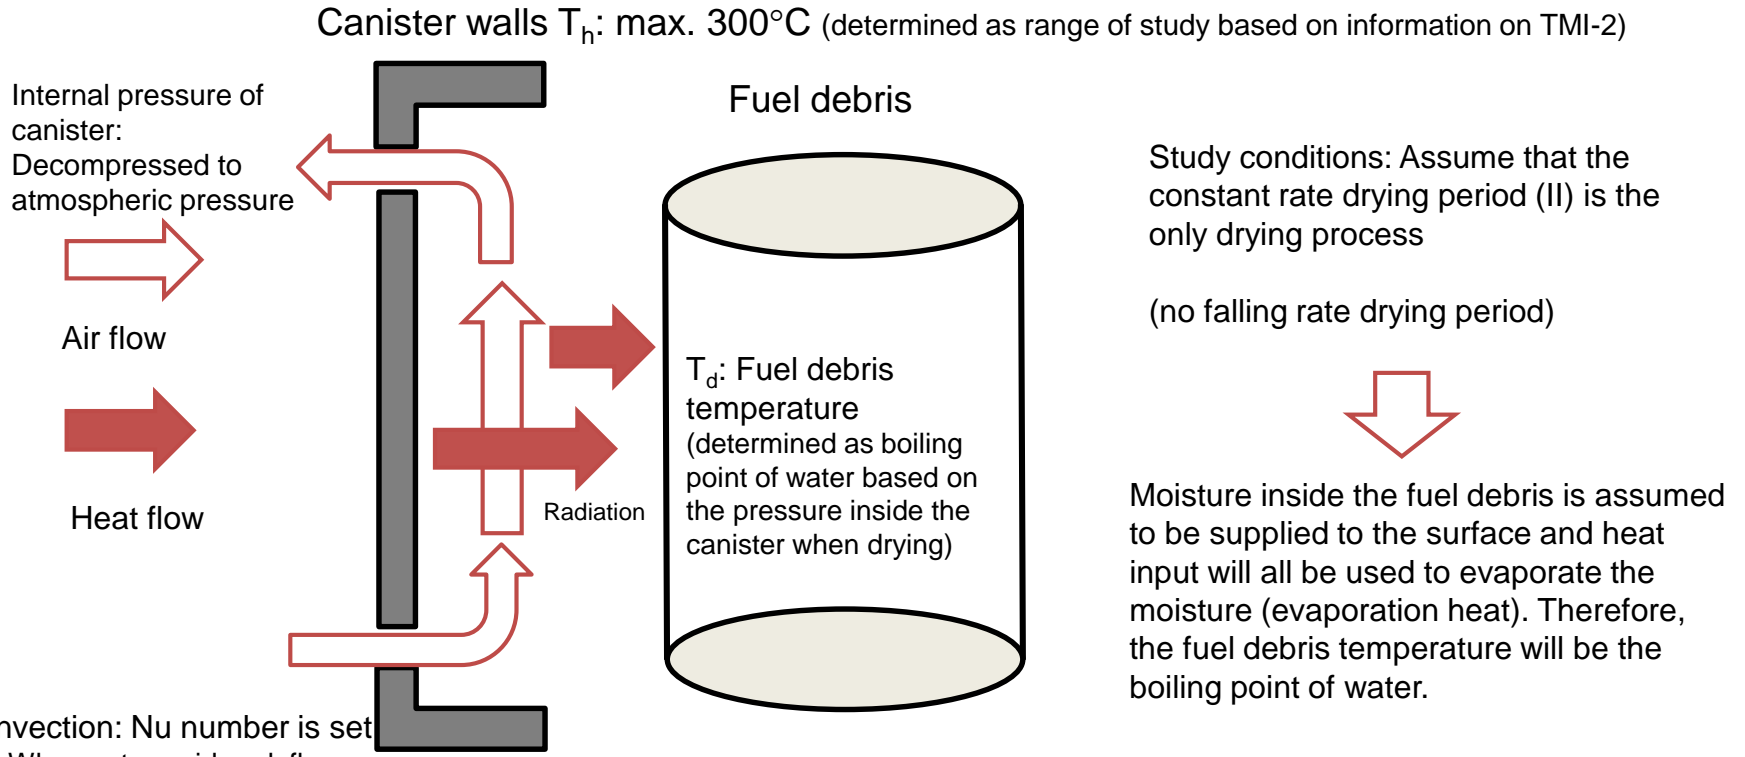 Canister walls Th: max. 300°C (determined as range of study based on information on TMI-2)
Internal pressure of
canister:
Decompressed to
atmospheric pressure
Air flow
Heat flow
Fuel debris
Radiation
Td: Fuel debris
temperature
(determined as boiling
point of water based on
the pressure inside the
canister when drying)
Study conditions: Assume that the
constant rate drying period (II) is the
only drying process
(no falling rate drying period)
Moisture inside the fuel debris is assumed
to be supplied to the surface and heat
input will all be used to evaporate the
moisture (evaporation heat). Therefore,
the fuel debris temperature will be the
boiling point of water.
nvection: Nu number is set